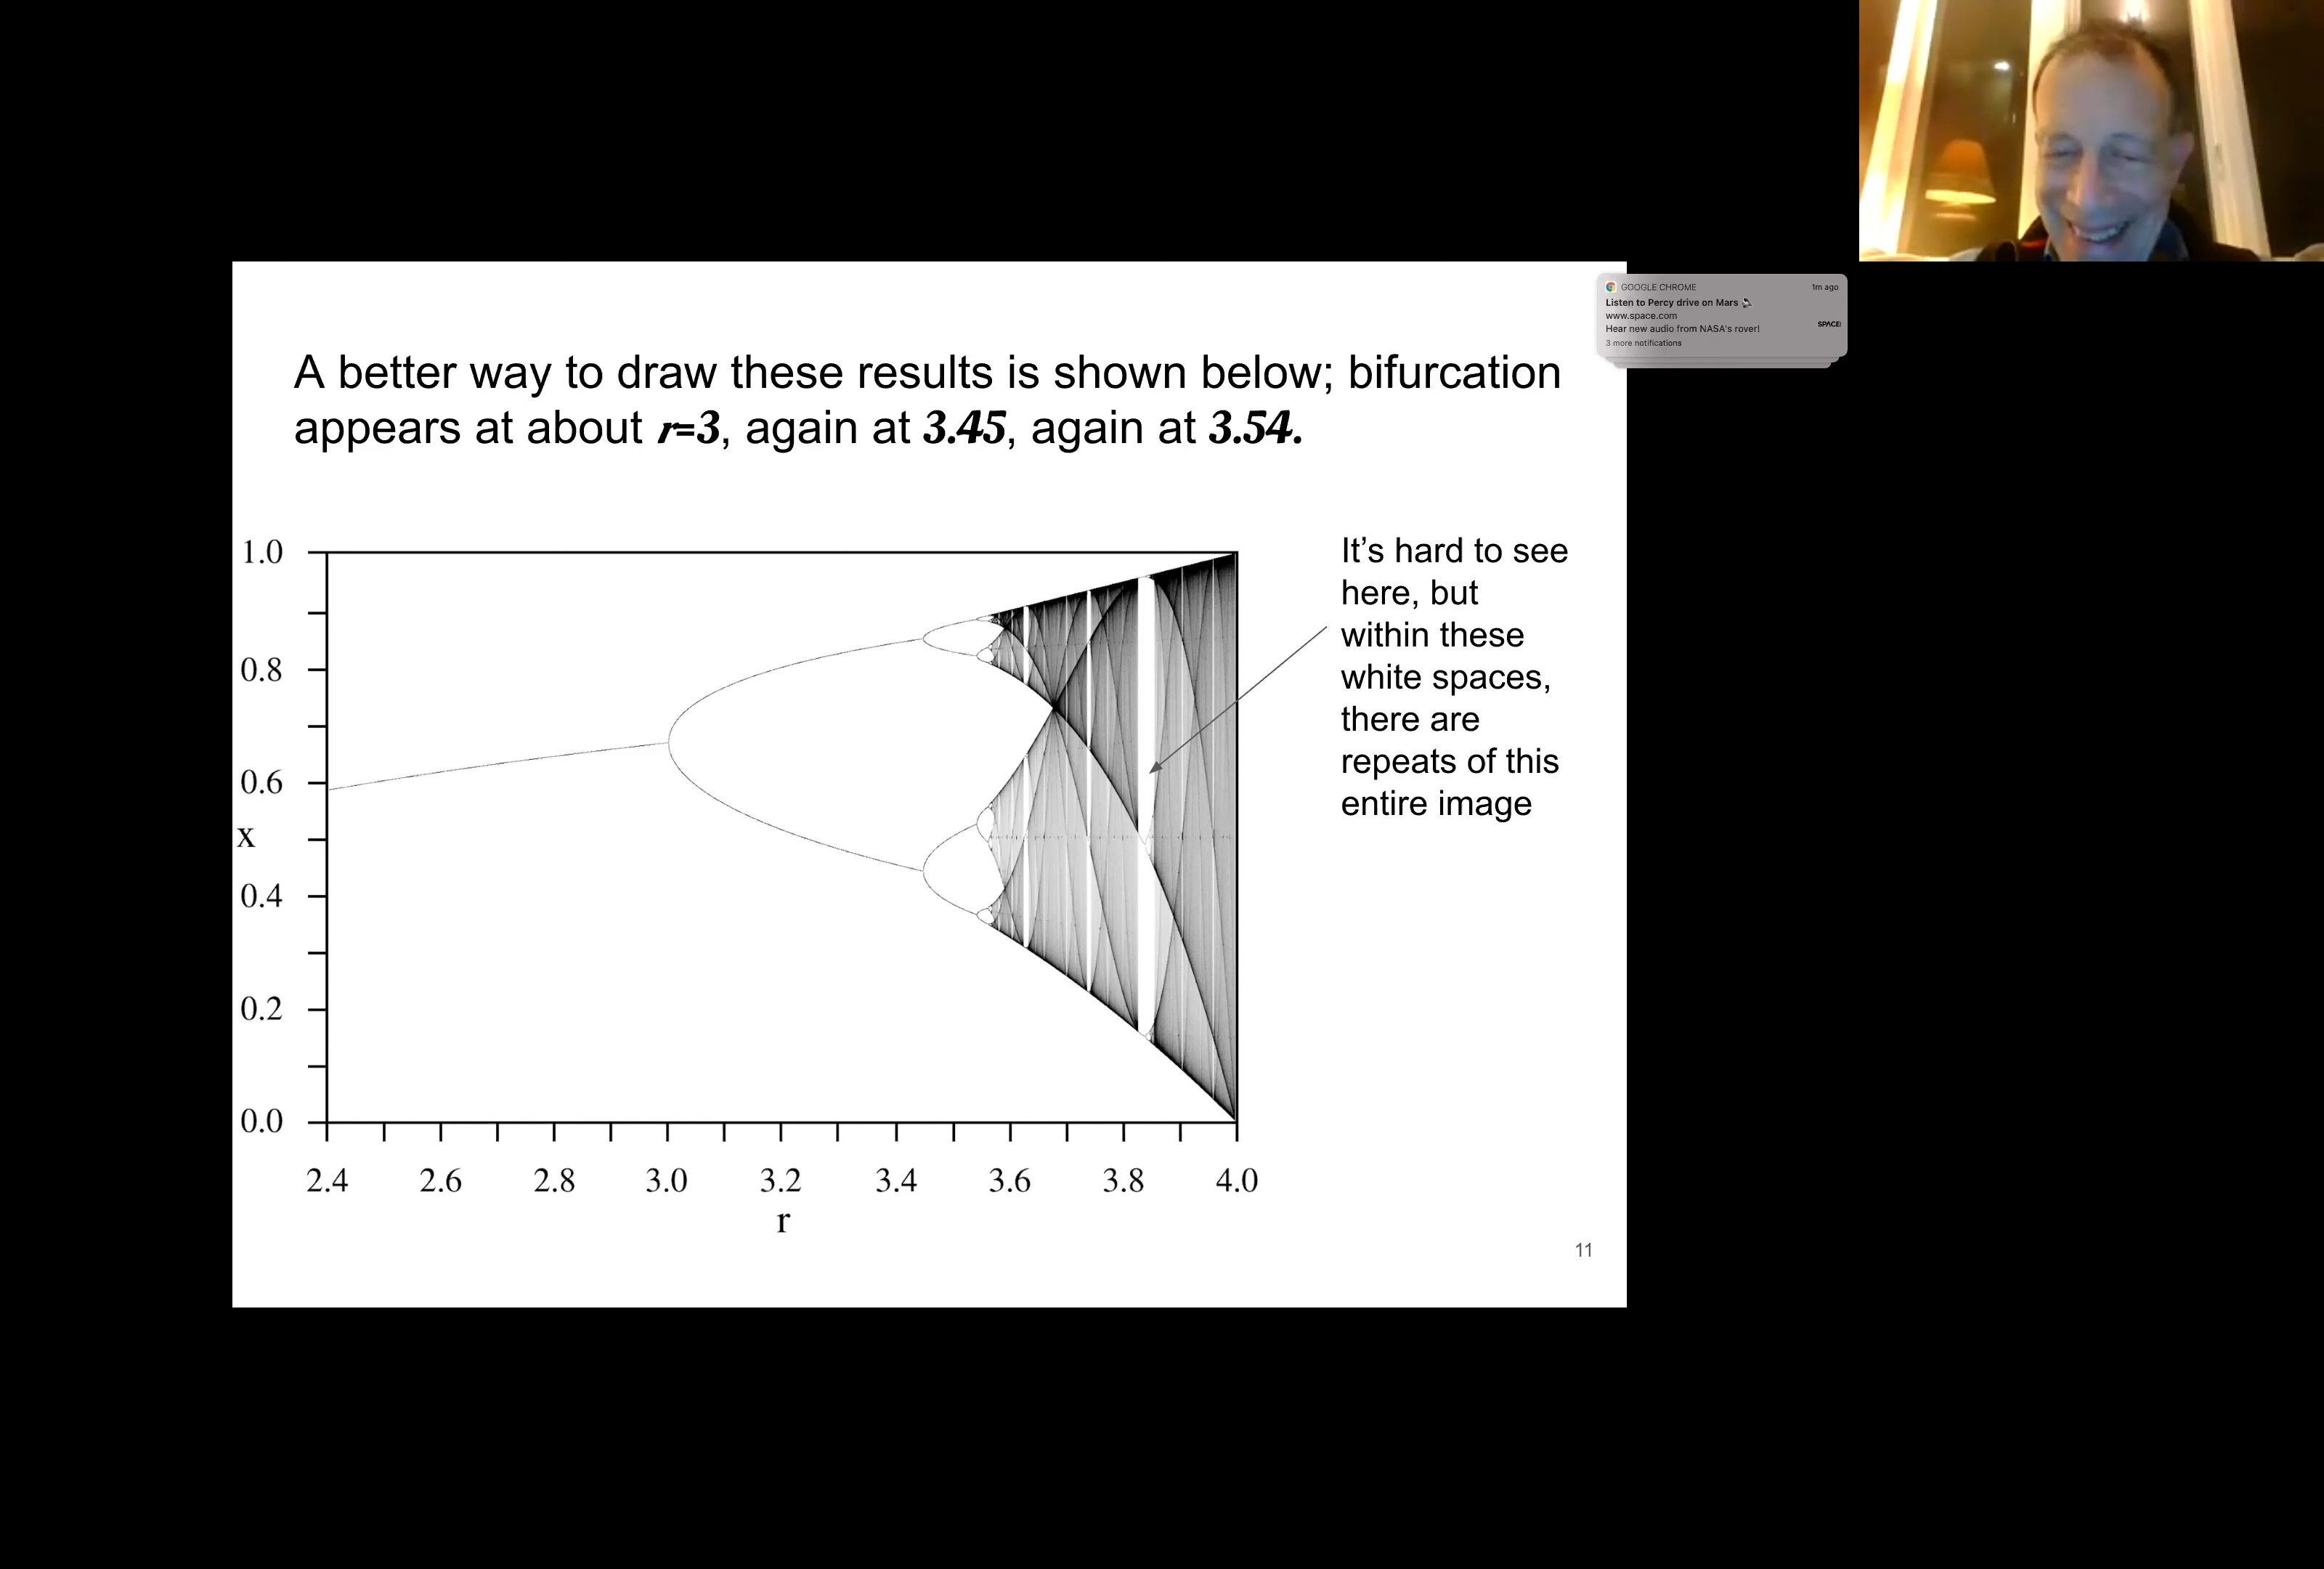 GOOGLE CHROME 1m ago
Listen to Percy drive on Mars
www.space.com
SPACE
Hear new audio from NASA's rover!
3 more notifications
A better way to draw these results is shown below; bifurcation
appears at about r=3, again at 3.45, again at 3.54.
It’s hard to see
here, but
within these
white spaces,
there are
repeats of this
entire image
1.0
0.8
0.6
x
0.4
0.2
0.0
2.4 2.6 2.8 3.0 3.2 3.4 3.6 3.8 4.0
r
11